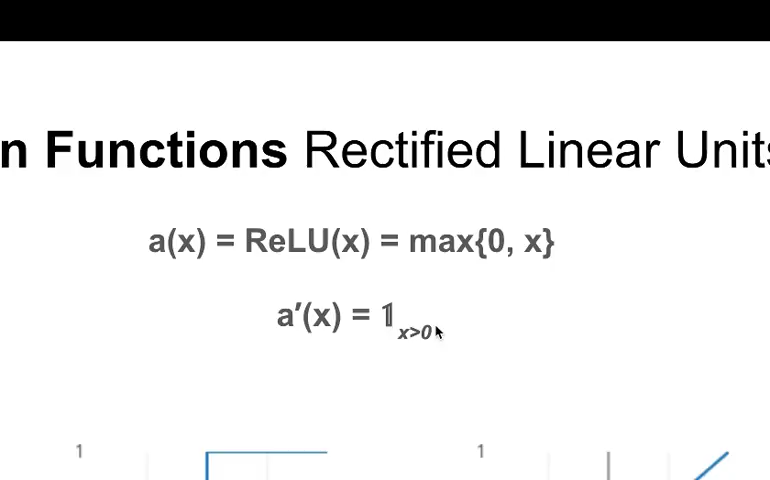 n Functions Rectified Linear Units
a(x) = ReLU(x) = max{0, x}
a′(x) = 𝟙x>0
1 1